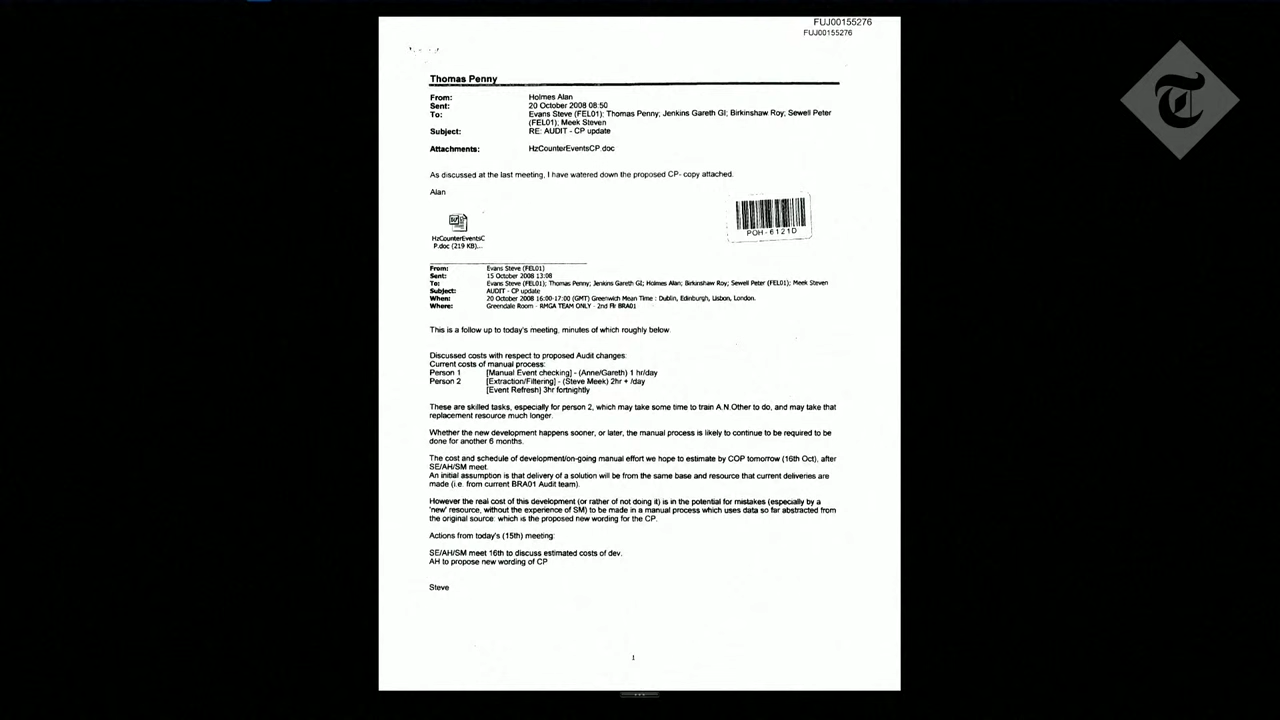 FUJ00155276
FUJ00155276
Thomas Penny
From: Holmes Alan
Sent: 20 October 2008 08:50
To: Evans Steve (FEL01); Thomas Penny; Jenkins Gareth GI; Birkinshaw Roy; Sewell Peter
(FEL01); Meek Steven
Subject: RE: AUDIT - CP update
Attachments: HzCounterEventsCP.doc
As discussed at the last meeting, I have watered down the proposed CP- copy attached.
Alan
POH-6121D
HzCounterEventsC
P.doc (219 KB)...
From: Evans Steve (FEL01)
Sent: 15 October 2008 13:08
To: Evans Steve (FEL01); Thomas Penny; Jenkins Gareth GI; Holmes Alan; Birkinshaw Roy; Sewell Peter (FEL01); Meek Steven
Subject: AUDIT - CP update
When: 20 October 2008 16:00-17:00 (GMT) Greenwich Mean Time : Dublin, Edinburgh, Lisbon, London.
Where: Greendale Room - RMGA TEAM ONLY - 2nd Flr BRA01
This is a follow up to today's meeting, minutes of which roughly below.
Discussed costs with respect to proposed Audit changes:
Current costs of manual process:
Person 1 [Manual Event checking] - (Anne/Gareth) 1 hr/day
Person 2 [Extraction/Filtering] - (Steve Meek) 2hr + /day
[Event Refresh] 3hr fortnightly
These are skilled tasks, especially for person 2, which may take some time to train A.N.Other to do, and may take that
replacement resource much longer.
Whether the new development happens sooner, or later, the manual process is likely to continue to be required to be
done for another 6 months.
The cost and schedule of development/on-going manual effort we hope to estimate by COP tomorrow (16th Oct), after
SE/AH/SM meet.
An initial assumption is that delivery of a solution will be from the same base and resource that current deliveries are
made (i.e. from current BRA01 Audit team).
However the real cost of this development (or rather of not doing it) is in the potential for mistakes (especially by a
'new' resource, without the experience of SM) to be made in a manual process which uses data so far abstracted from
the original source: which is the proposed new wording for the CP.
Actions from today's (15th) meeting:
SE/AH/SM meet 16th to discuss estimated costs of dev.
AH to propose new wording of CP
Steve
1